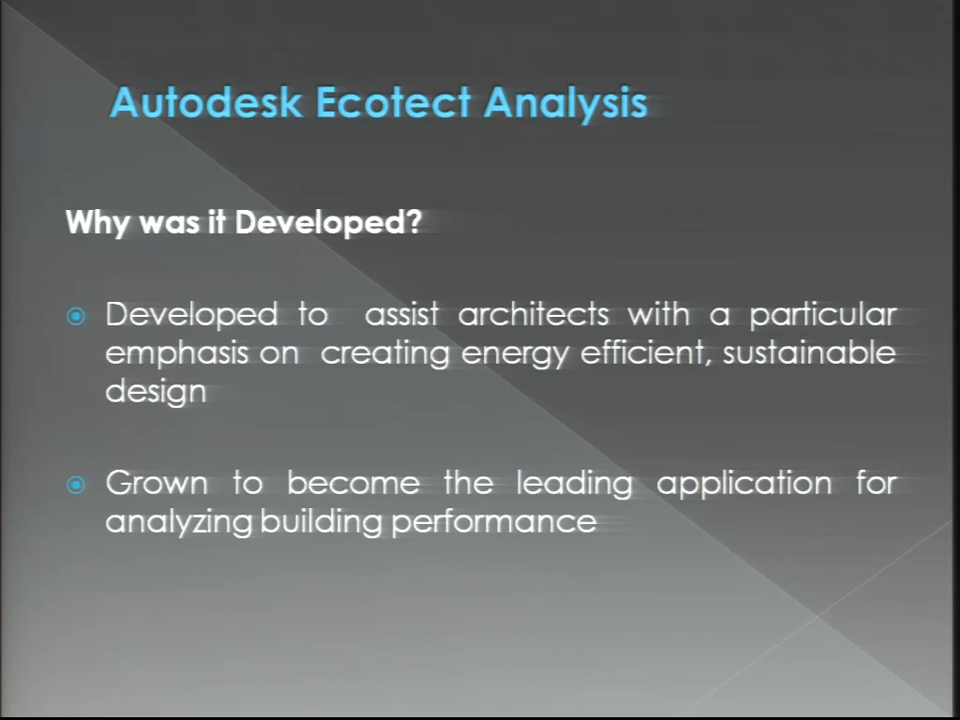 Autodesk Ecotect Analysis
Why was it Developed?
Developed to assist architects with a particular
emphasis on creating energy efficient, sustainable
design
Grown to become the leading application for
analyzing building performance